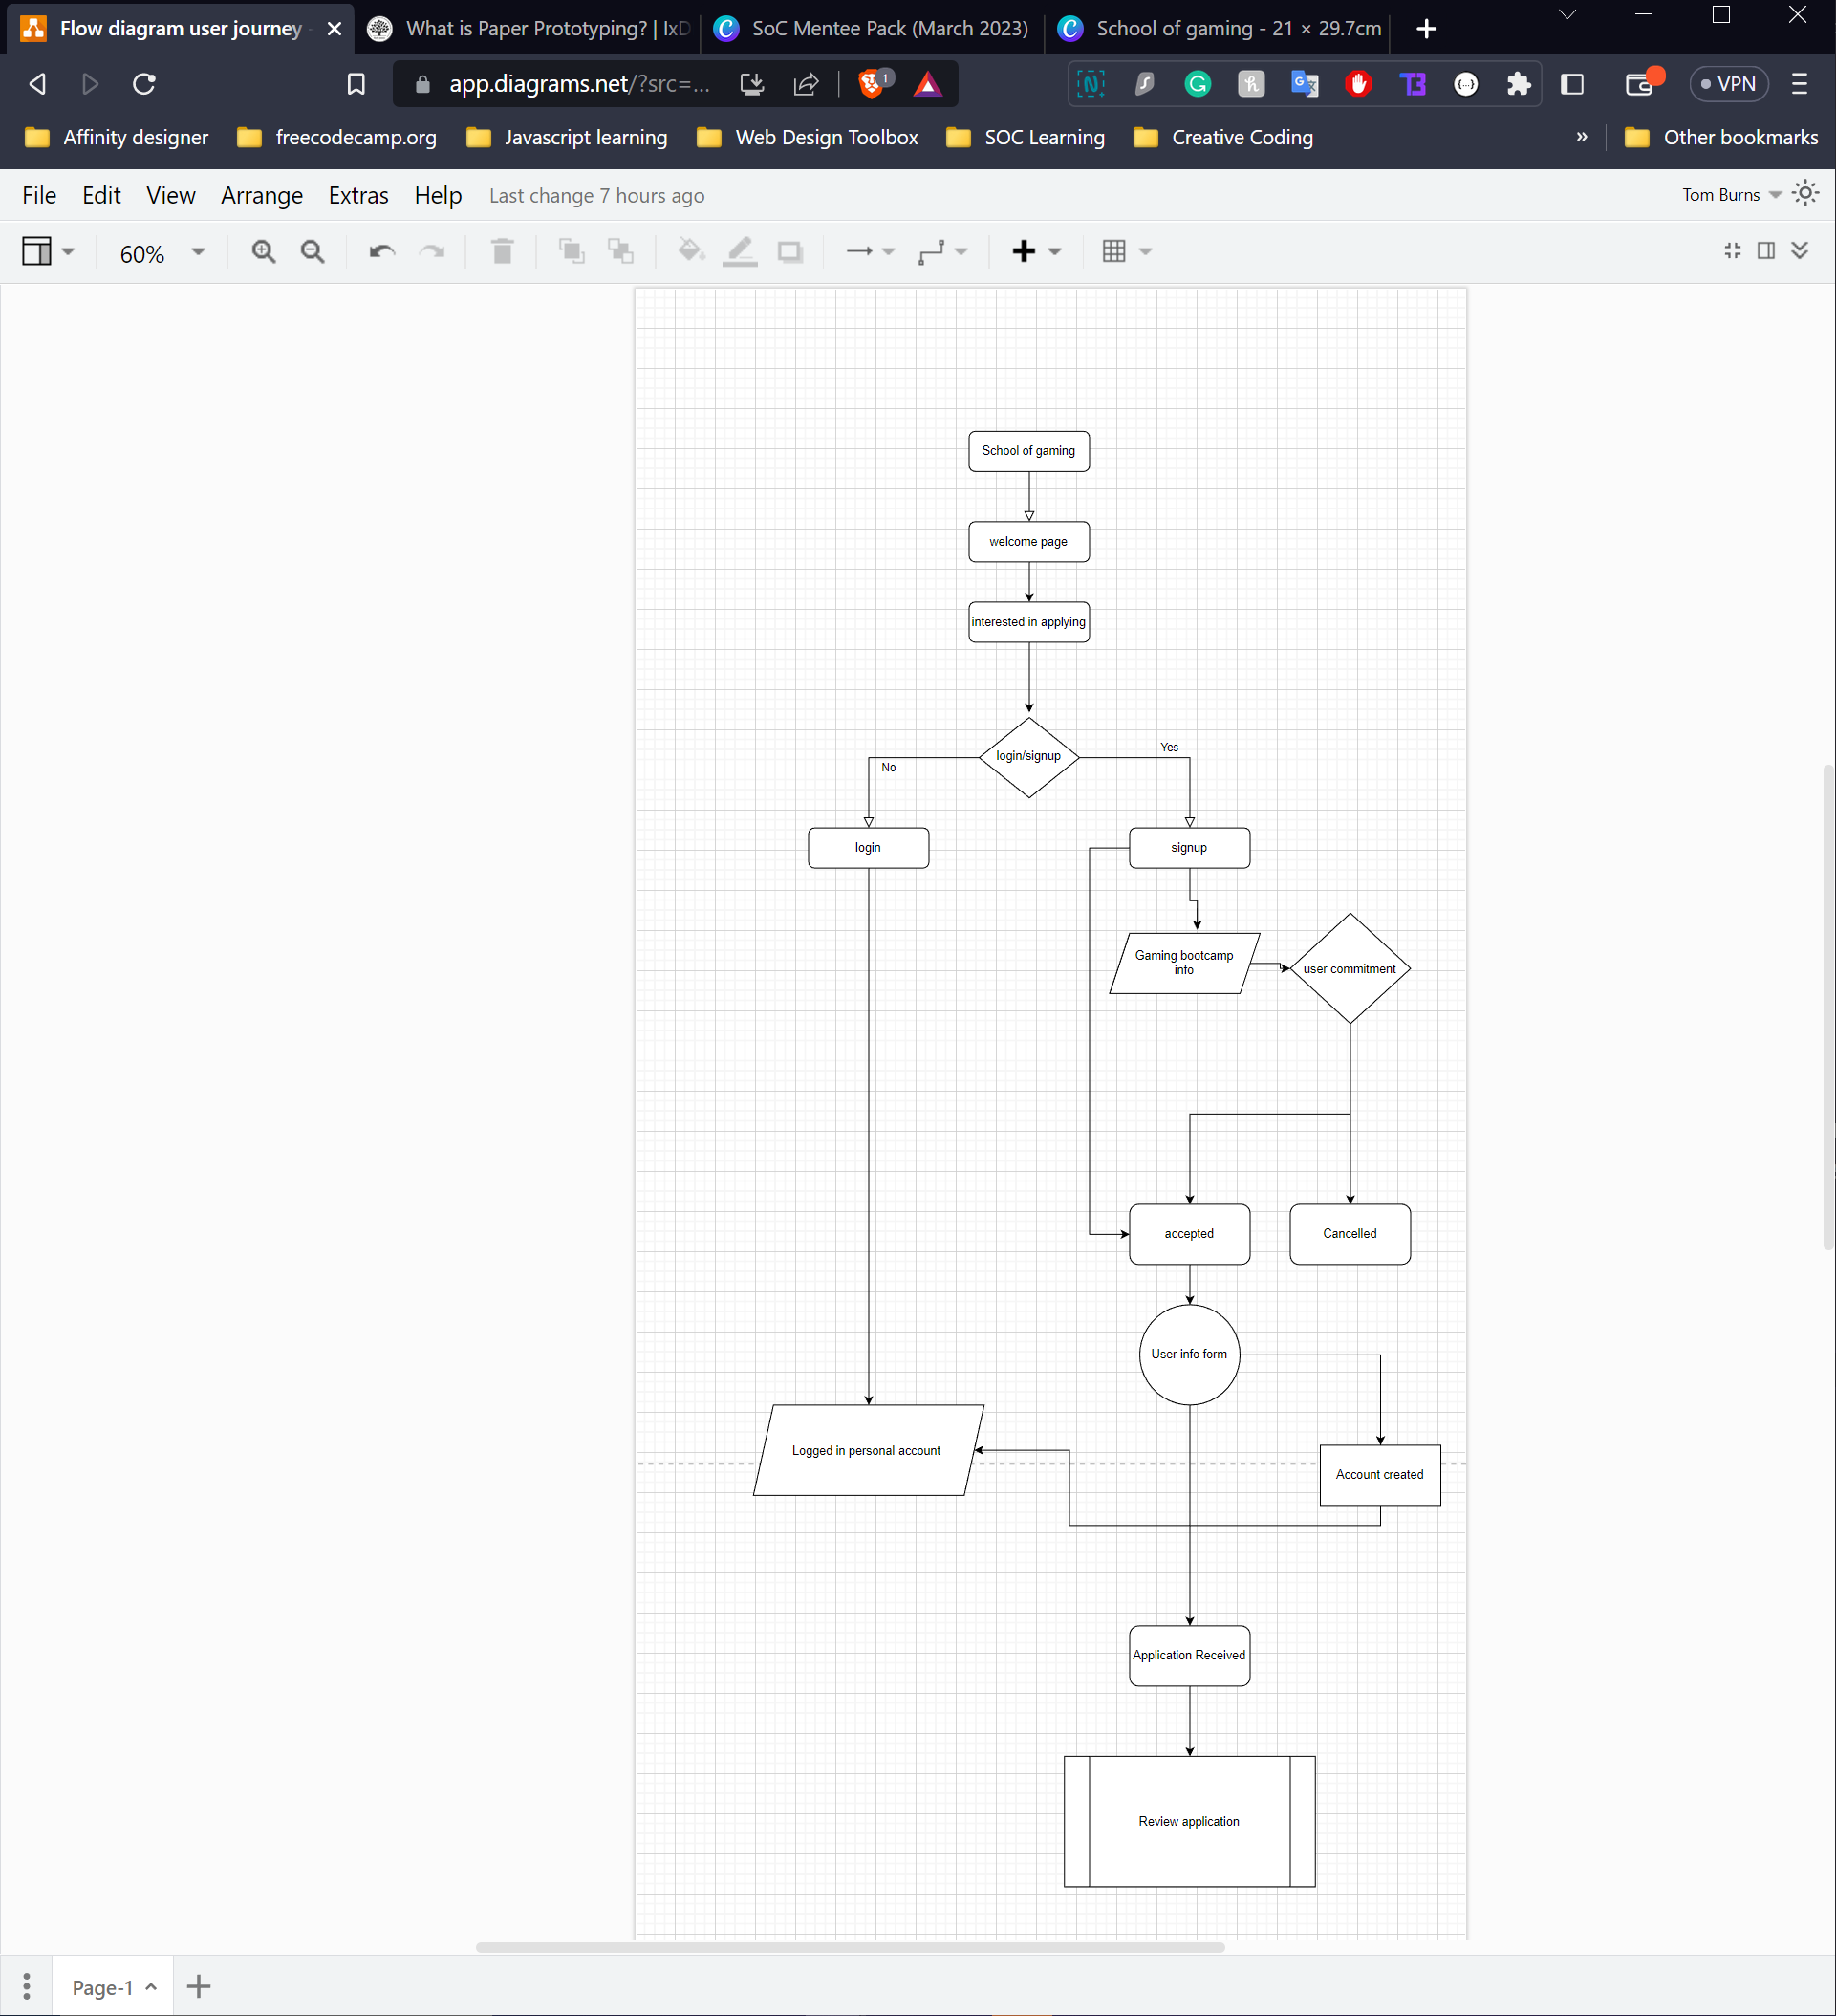 Flow diagram user journey
What is Paper Prototyping? | IxD
SoC Mentee Pack (March 2023)
School of gaming - 21 × 29.7cm
app.diagrams.net/?src=...
1
VPN
Affinity designer
freecodecamp.org
Javascript learning
Web Design Toolbox
SOC Learning
Creative Coding
»
Other bookmarks
File
Edit
View
Arrange
Extras
Help
Last change 7 hours ago
Tom Burns
60%
School of gaming
welcome page
interested in applying
login/signup
Yes
No
login
signup
Gaming bootcamp
info
user commitment
accepted
Cancelled
User info form
Logged in personal account
Account created
Application Received
Review application
Page-1